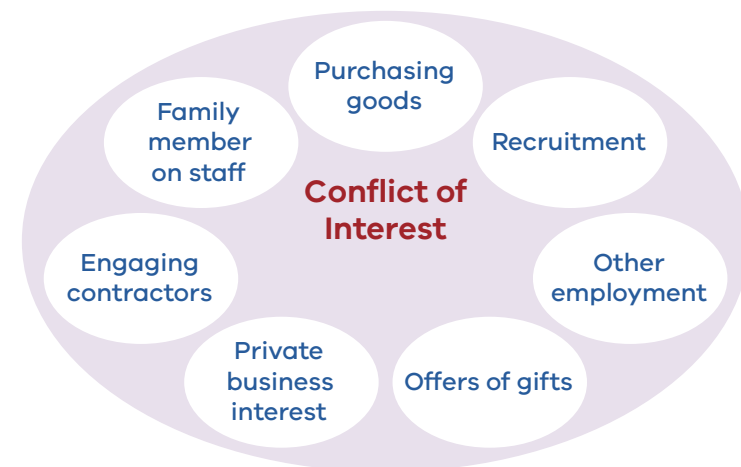 Purchasing
goods
Family
member
on staff
Recruitment
Conflict of
Interest
Engaging
contractors
Other
employment
Private
business
interest
Offers of gifts